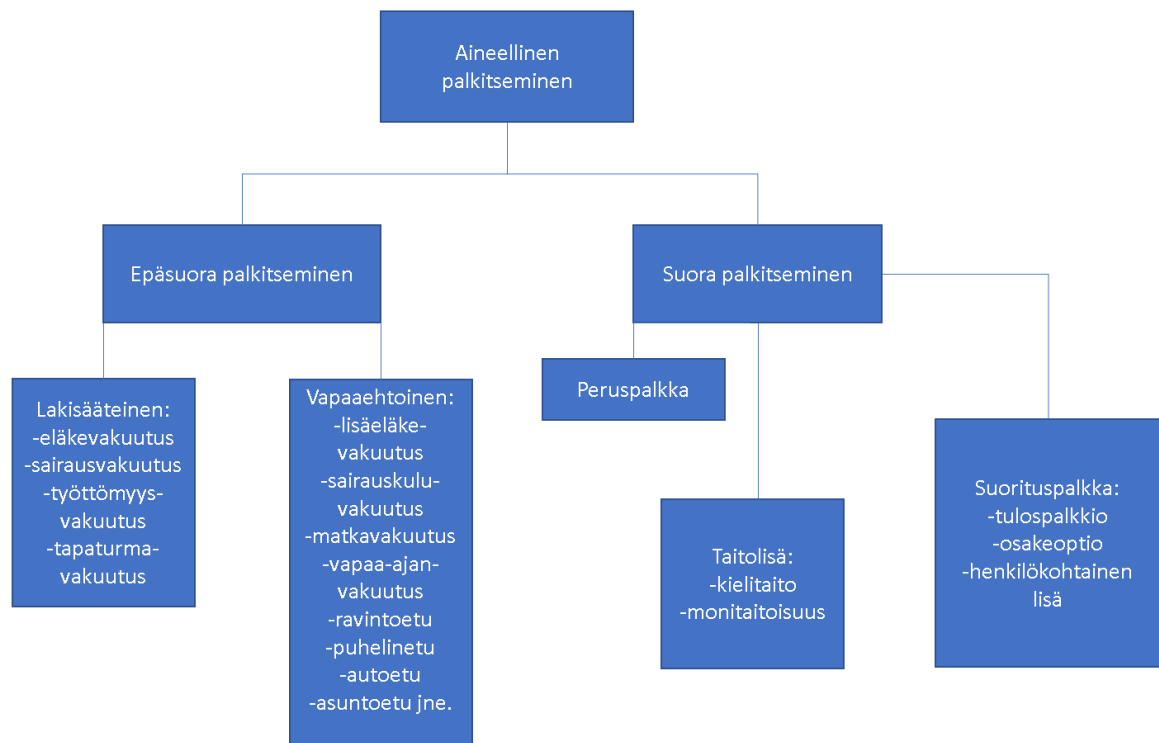 Aineellinen
palkitseminen
Epäsuora palkitseminen
Suora palkitseminen
Lakisääteinen:
-eläkevakuutus
-sairausvakuutus
-työttömyys-
vakuutus
-tapaturma-
vakuutus
Vapaaehtoinen:
-lisäeläke-
vakuutus
-sairauskulu-
vakuutus
-matkavakuutus
-vapaa-ajan-
vakuutus
-ravintoetu
-puhelinetu
-autoetu
-asuntoetu jne.
Peruspalkka
Taitolisä:
-kielitaito
-monitaitoisuus
Suorituspalkka:
-tulospalkkio
-osakeoptio
-henkilökohtainen
lisä